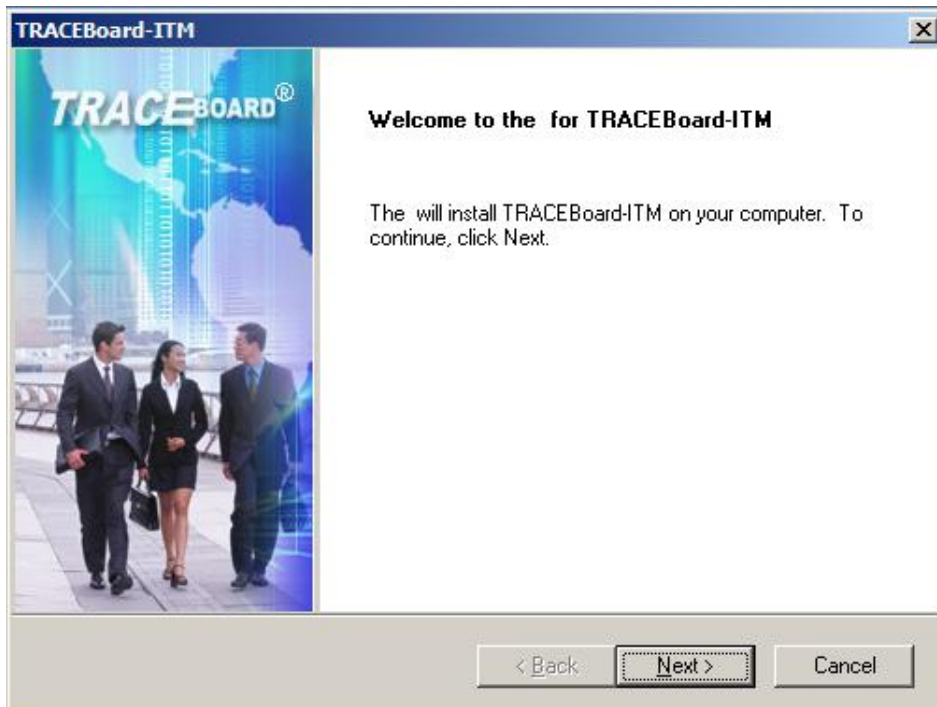 TRACEBoard-ITM
TRACEBOARD®
Welcome to the  for TRACEBoard-ITM
The  will install TRACEBoard-ITM on your computer.  To
continue, click Next.
< Back
Next >
Cancel